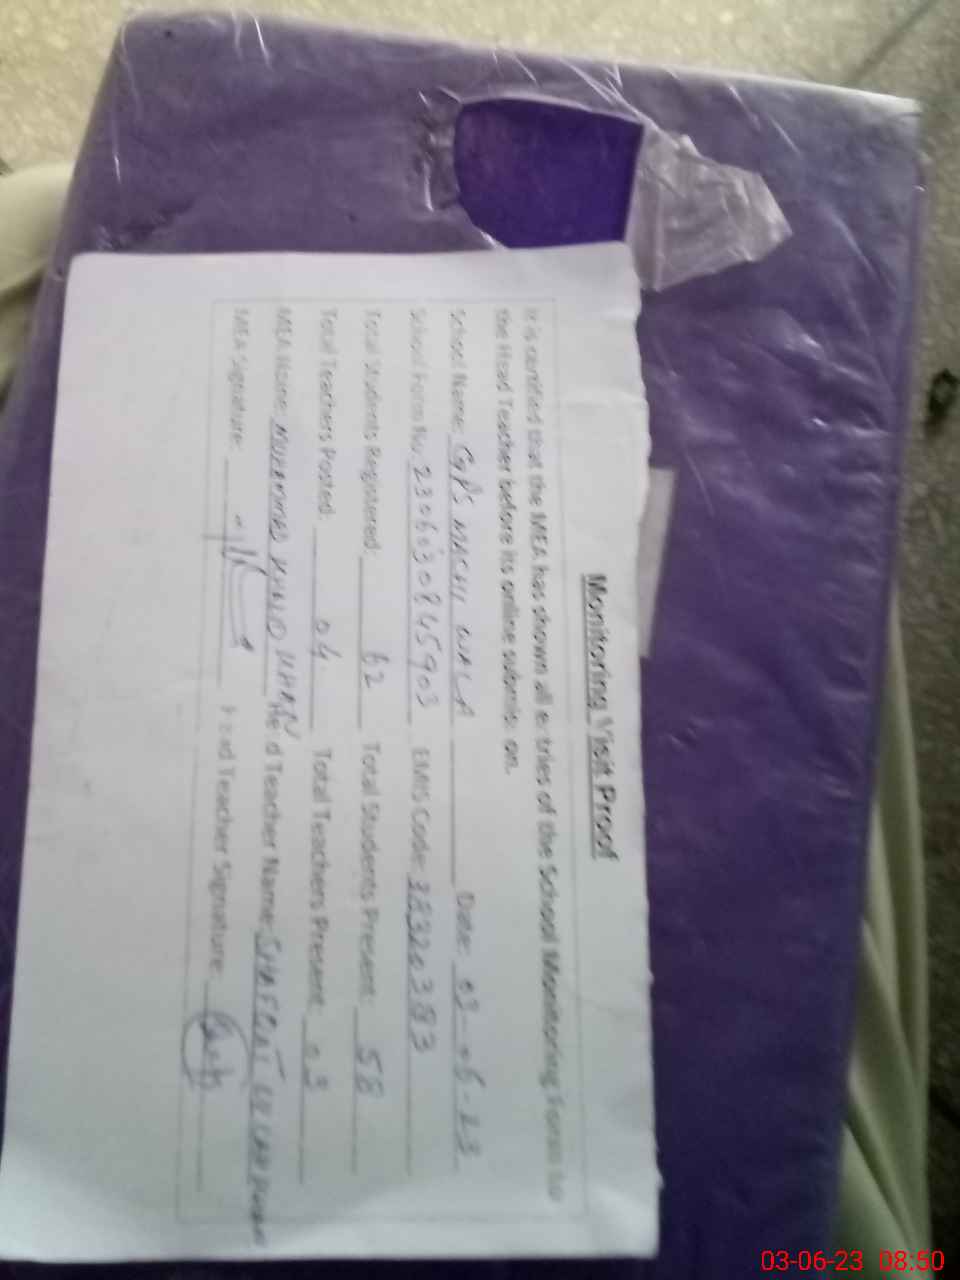 Monitoring Visit Proof
It is certified that the MEA has shown all entries of the School Monitoring Form to
the Head Teacher before its online submission.
School Name: GPS MACHI WALA Date: 03-06-23
School Form No. EMIS Code: 38320383
Total Students Registered: 62 Total Students Present: 58
Total Teachers Posted: 04 Total Teachers Present: 03
MEA Name: KHAN Head Teacher Name:
MEA Signature: Head Teacher Signature:
03-06-23 08:50